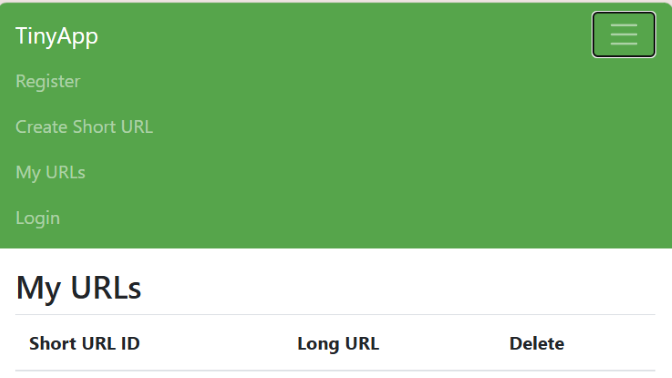 TinyApp
Register
Create Short URL
My URLs
Login
My URLs
Short URL ID Long URL Delete